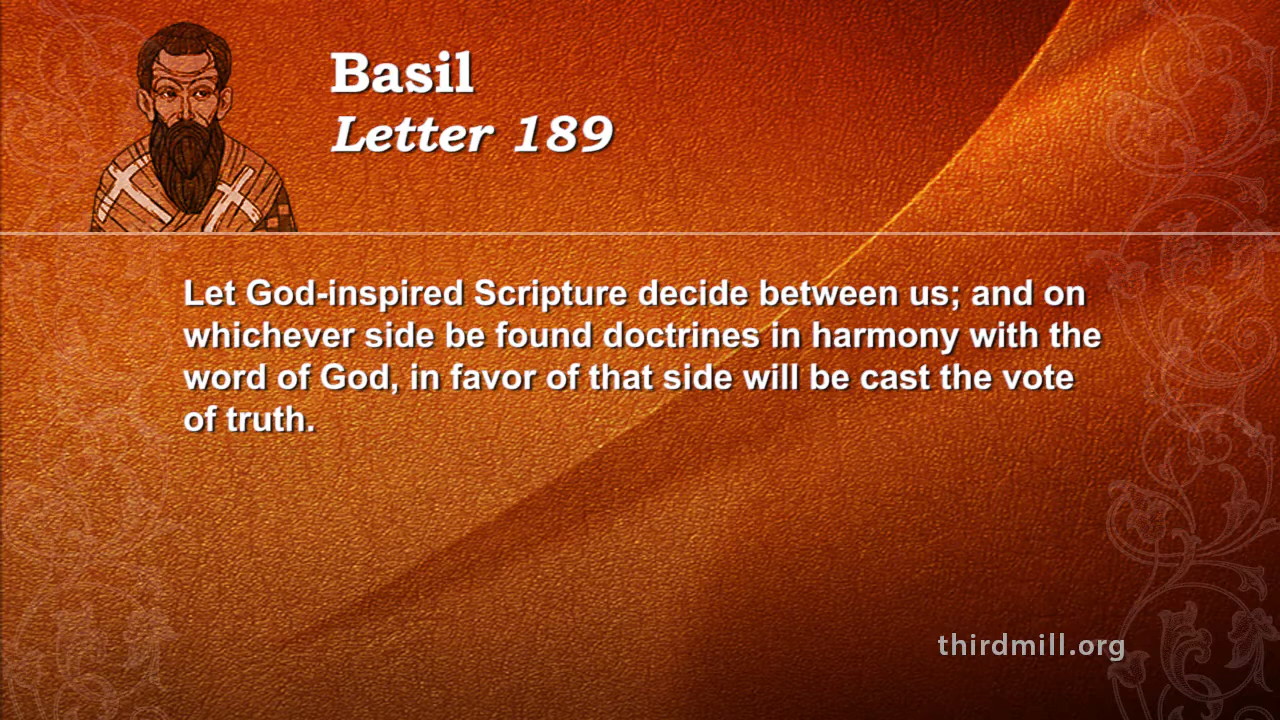 Basil
Letter 189
Let God-inspired Scripture decide between us; and on
whichever side be found doctrines in harmony with the
word of God, in favor of that side will be cast the vote
of truth.
thirdmill.org